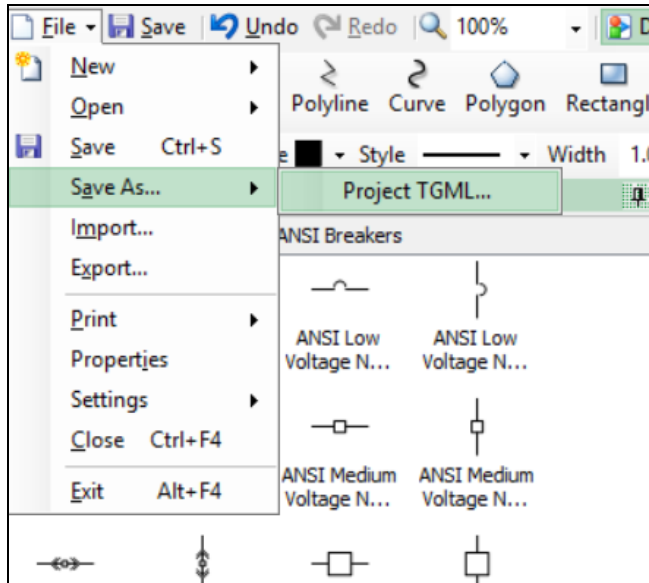 File Save Undo Redo 100% D
New
Polyline Curve Polygon Rectangl
Open
Save Ctrl+S
e Style Width 1.0
Save As... Project TGML...
Import...
ANSI Breakers
Export...
Print
ANSI Low
Voltage N...
ANSI Low
Voltage N...
Properties
Settings
Close Ctrl+F4
ANSI Medium
Voltage N...
ANSI Medium
Voltage N...
Exit Alt+F4